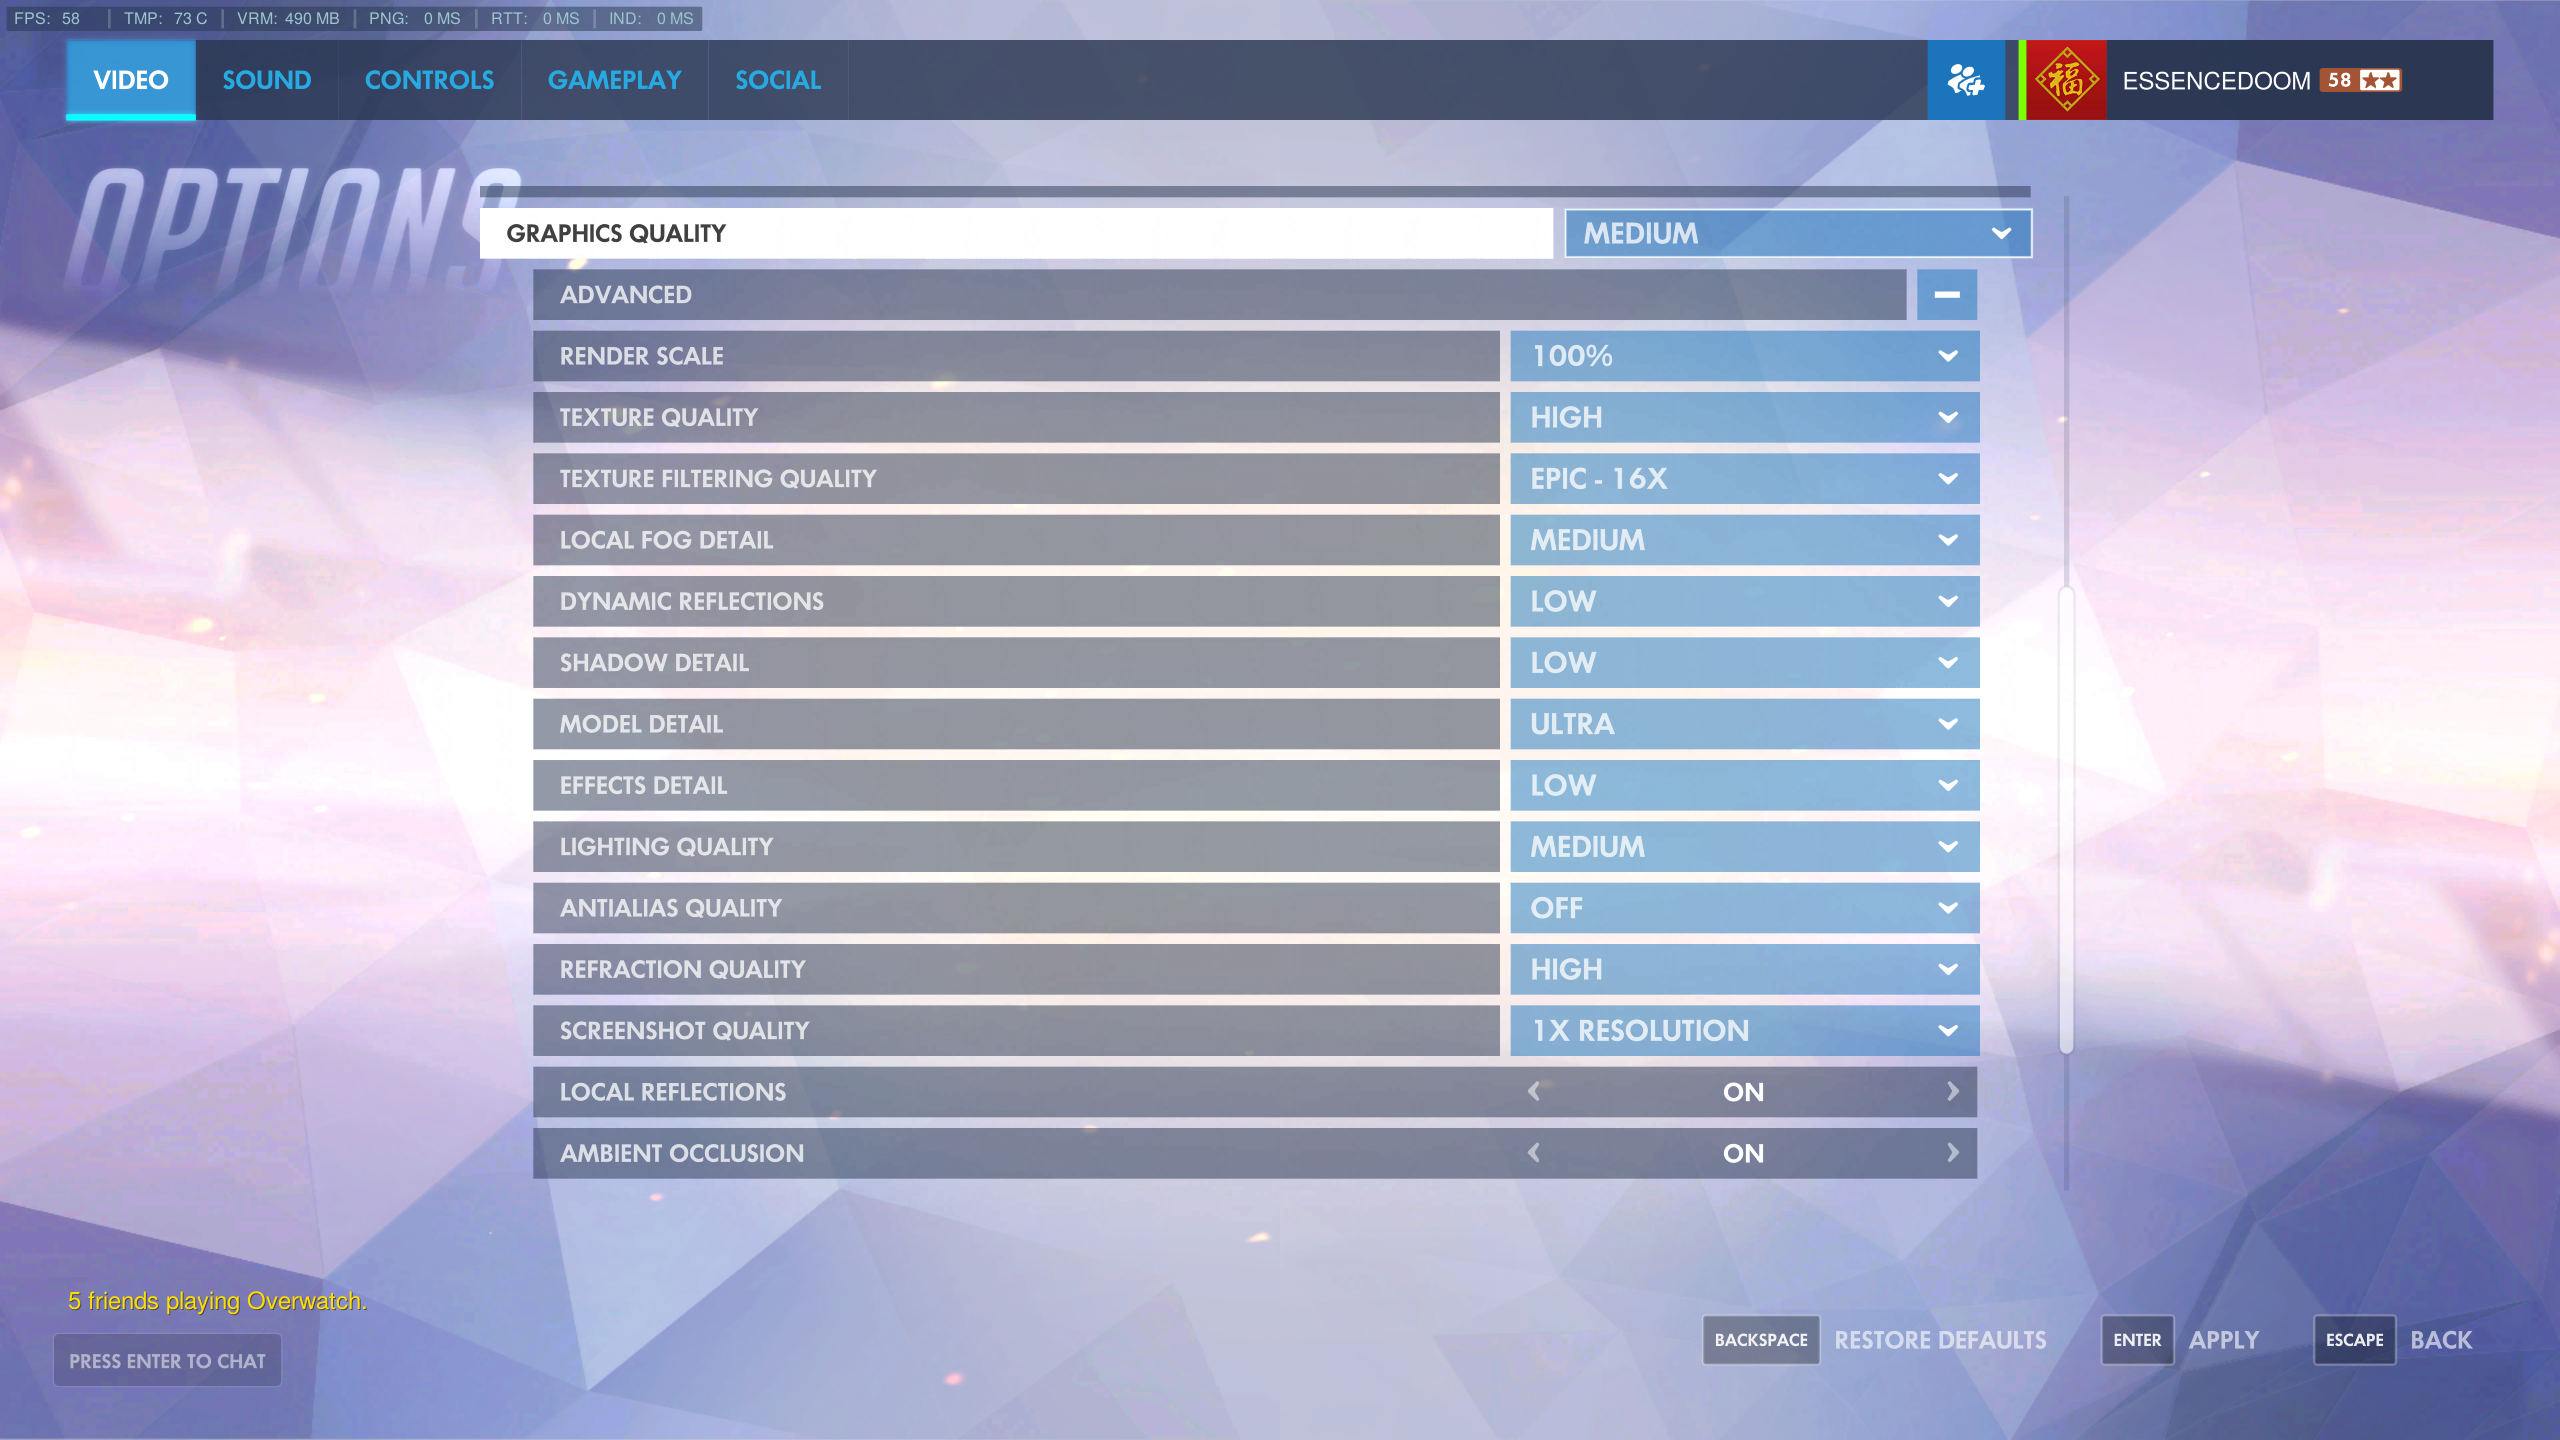 FPS: 58 | TMP: 73 C | VRM: 490 MB | PNG: 0 MS | RTT: 0 MS | IND: 0 MS
VIDEO SOUND CONTROLS GAMEPLAY SOCIAL
福 ESSENCEDOOM 58
OPTIONS
GRAPHICS QUALITY MEDIUM
ADVANCED
RENDER SCALE 100%
TEXTURE QUALITY HIGH
TEXTURE FILTERING QUALITY EPIC - 16X
LOCAL FOG DETAIL MEDIUM
DYNAMIC REFLECTIONS LOW
SHADOW DETAIL LOW
MODEL DETAIL ULTRA
EFFECTS DETAIL LOW
LIGHTING QUALITY MEDIUM
ANTIALIAS QUALITY OFF
REFRACTION QUALITY HIGH
SCREENSHOT QUALITY 1X RESOLUTION
LOCAL REFLECTIONS ON
AMBIENT OCCLUSION ON
5 friends playing Overwatch.
PRESS ENTER TO CHAT
BACKSPACE RESTORE DEFAULTS ENTER APPLY ESCAPE BACK